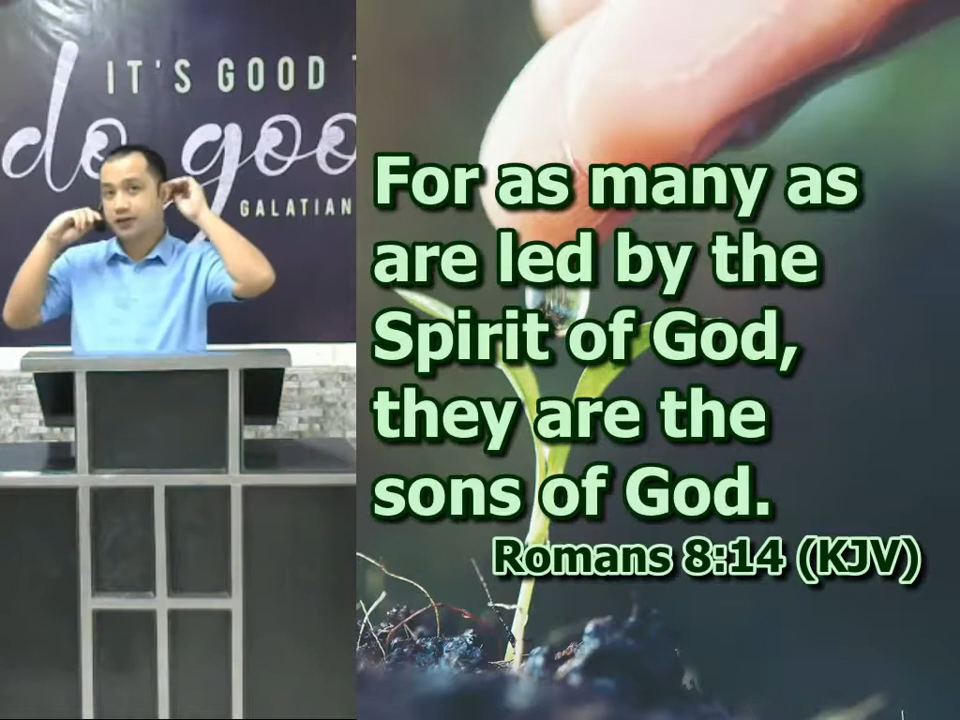 IT'S GOOD
do goo
GALATIAN
For as many as
are led by the
Spirit of God,
they are the
sons of God.
Romans 8:14 (KJV)